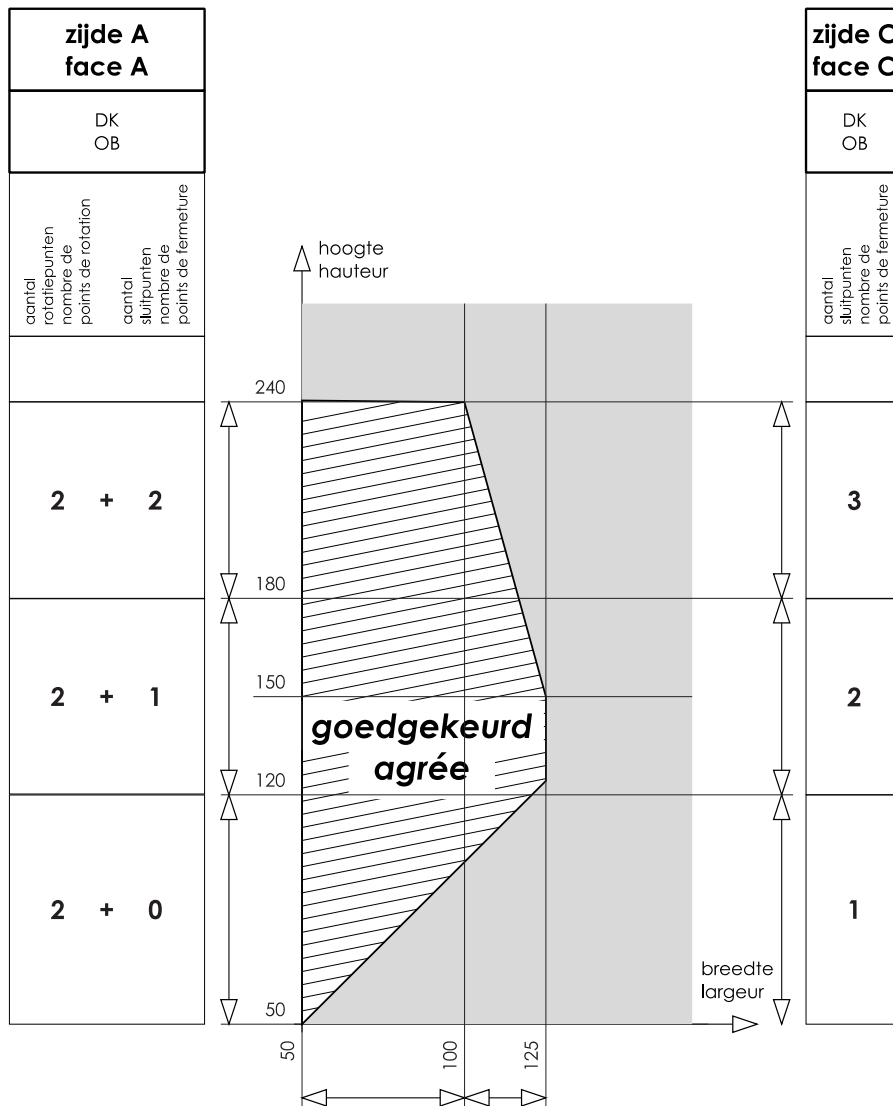 zijde A
face A
DK
OB
aantal
rotatiepunten
nombre de
points de rotation
aantal
sluitpunten
nombre de
points de fermeture
2 + 2
2 + 1
2 + 0
hoogte
hauteur
240
180
150
120
50
goedgekeurd
agrée
breedte
largeur
50
100
125
zijde C
face C
DK
OB
aantal
sluitpunten
nombre de
points de fermeture
3
2
1